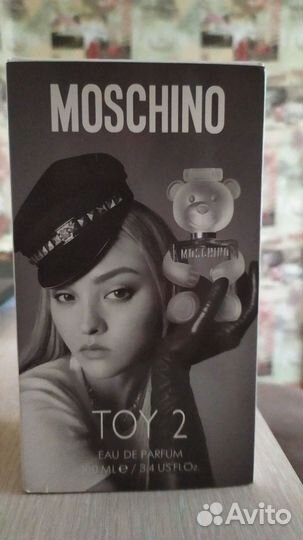 MOSCHINO
MOSCHINO
TOY 2
EAU DE PARFUM
100 ML ℮ / 3.4 US FL.Oz.
Avito